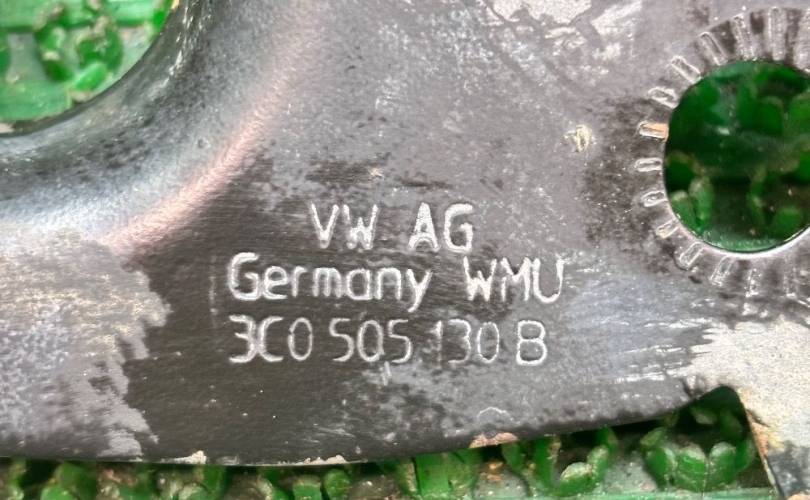 VW AG
Germany WMU
3C0 505 130 B